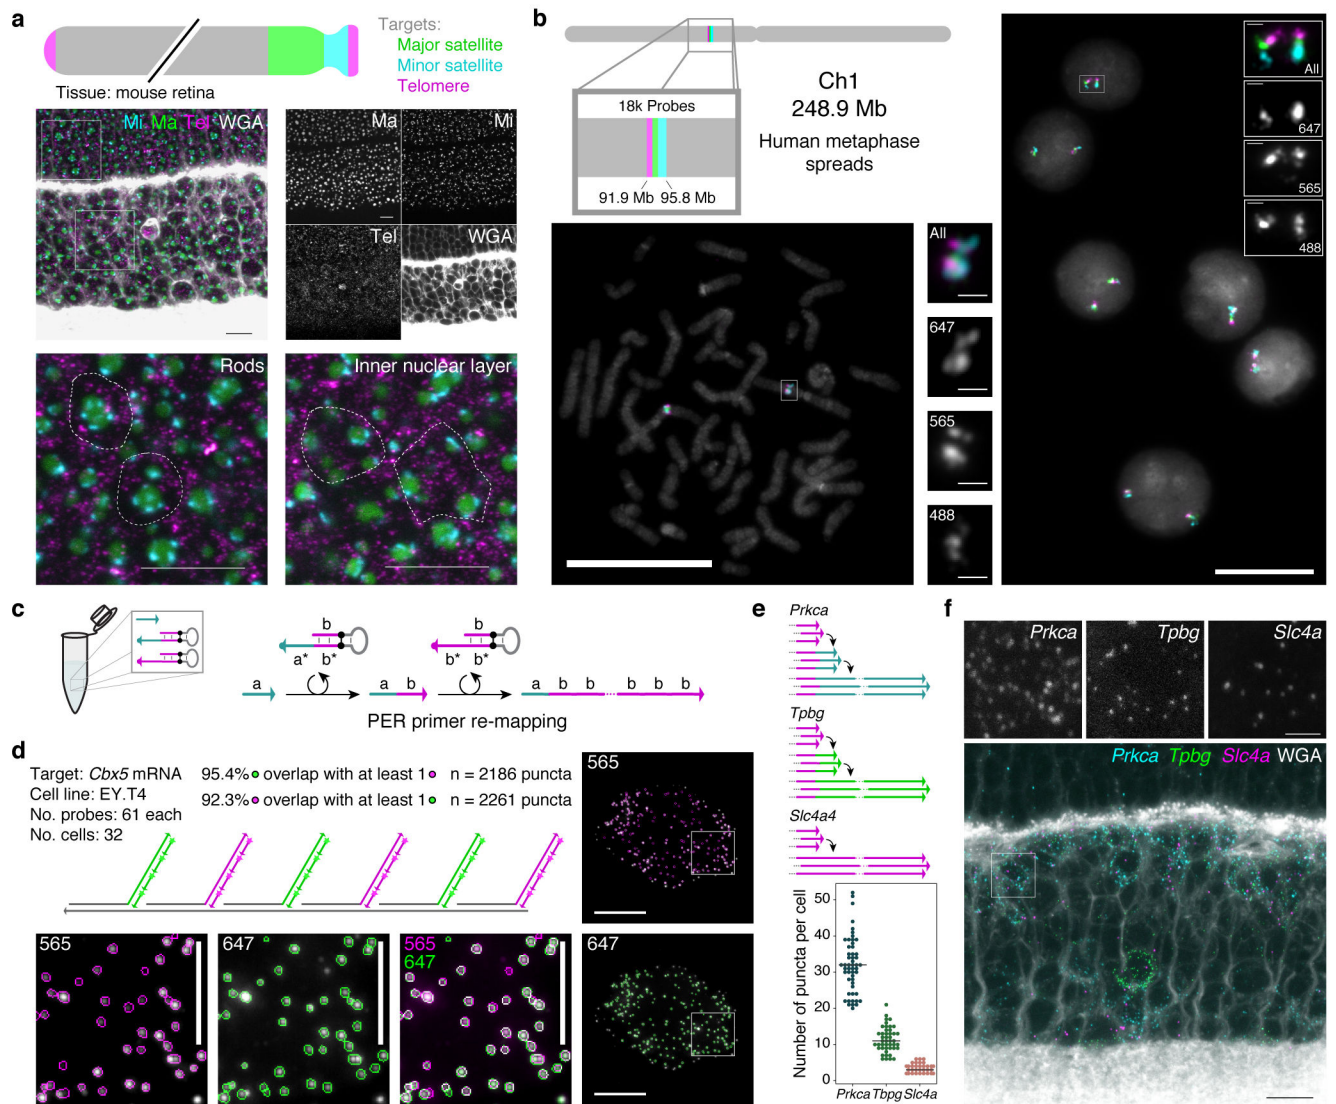 a
Targets:
Major satellite
Minor satellite
Telomere
Tissue: mouse retina
Mi Ma Tel WGA
Ma
Mi
Tel
WGA
Rods
Inner nuclear layer
b
18k Probes
91.9 Mb
95.8 Mb
Ch1
248.9 Mb
Human metaphase
spreads
All
647
565
488
All
647
565
488
c
b
a*
b*
b
b*
b*
a
a
b
a
b
b
b
b
b
PER primer re-mapping
d
Target: Cbx5 mRNA
Cell line: EY.T4
No. probes: 61 each
No. cells: 32
95.4% overlap with at least 1 n = 2186 puncta
92.3% overlap with at least 1 n = 2261 puncta
565
647
565
647
565
647
e
Prkca
Tpbg
Slc4a4
Number of puncta per cell
50
40
30
20
10
0
Prkca
Tbpg
Slc4a
f
Prkca
Tpbg
Slc4a
Prkca Tpbg Slc4a WGA